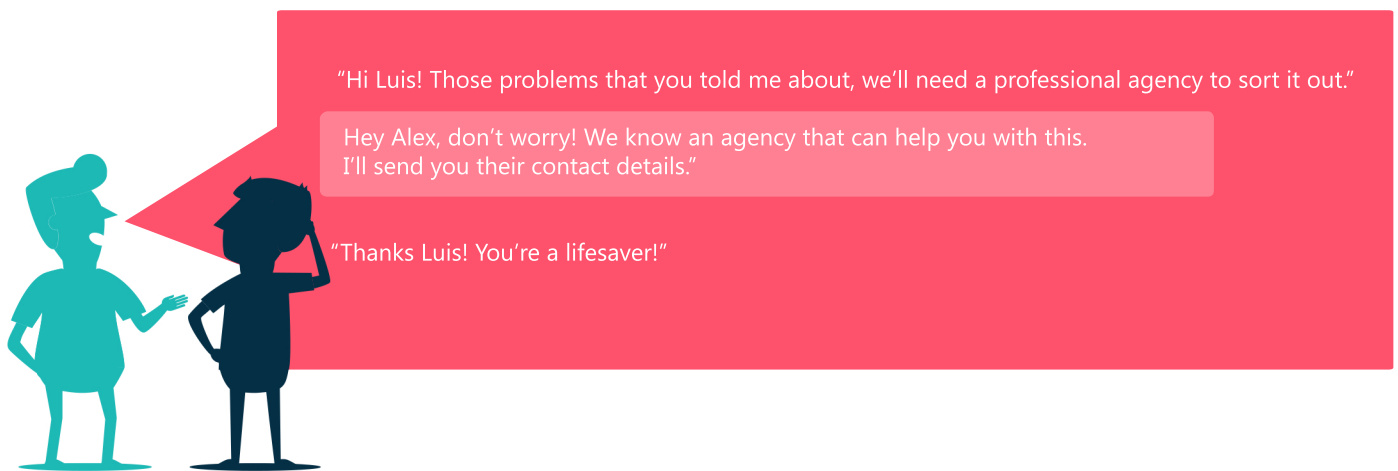 “Hi Luis! Those problems that you told me about, we’ll need a professional agency to sort it out.”
Hey Alex, don’t worry! We know an agency that can help you with this.
I’ll send you their contact details.”
“Thanks Luis! You’re a lifesaver!”